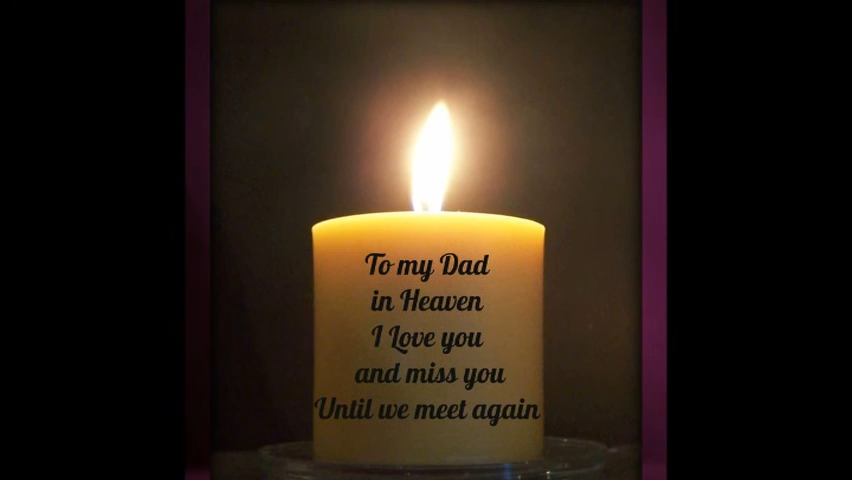 To my Dad
in Heaven
I Love you
and miss you
Until we meet again